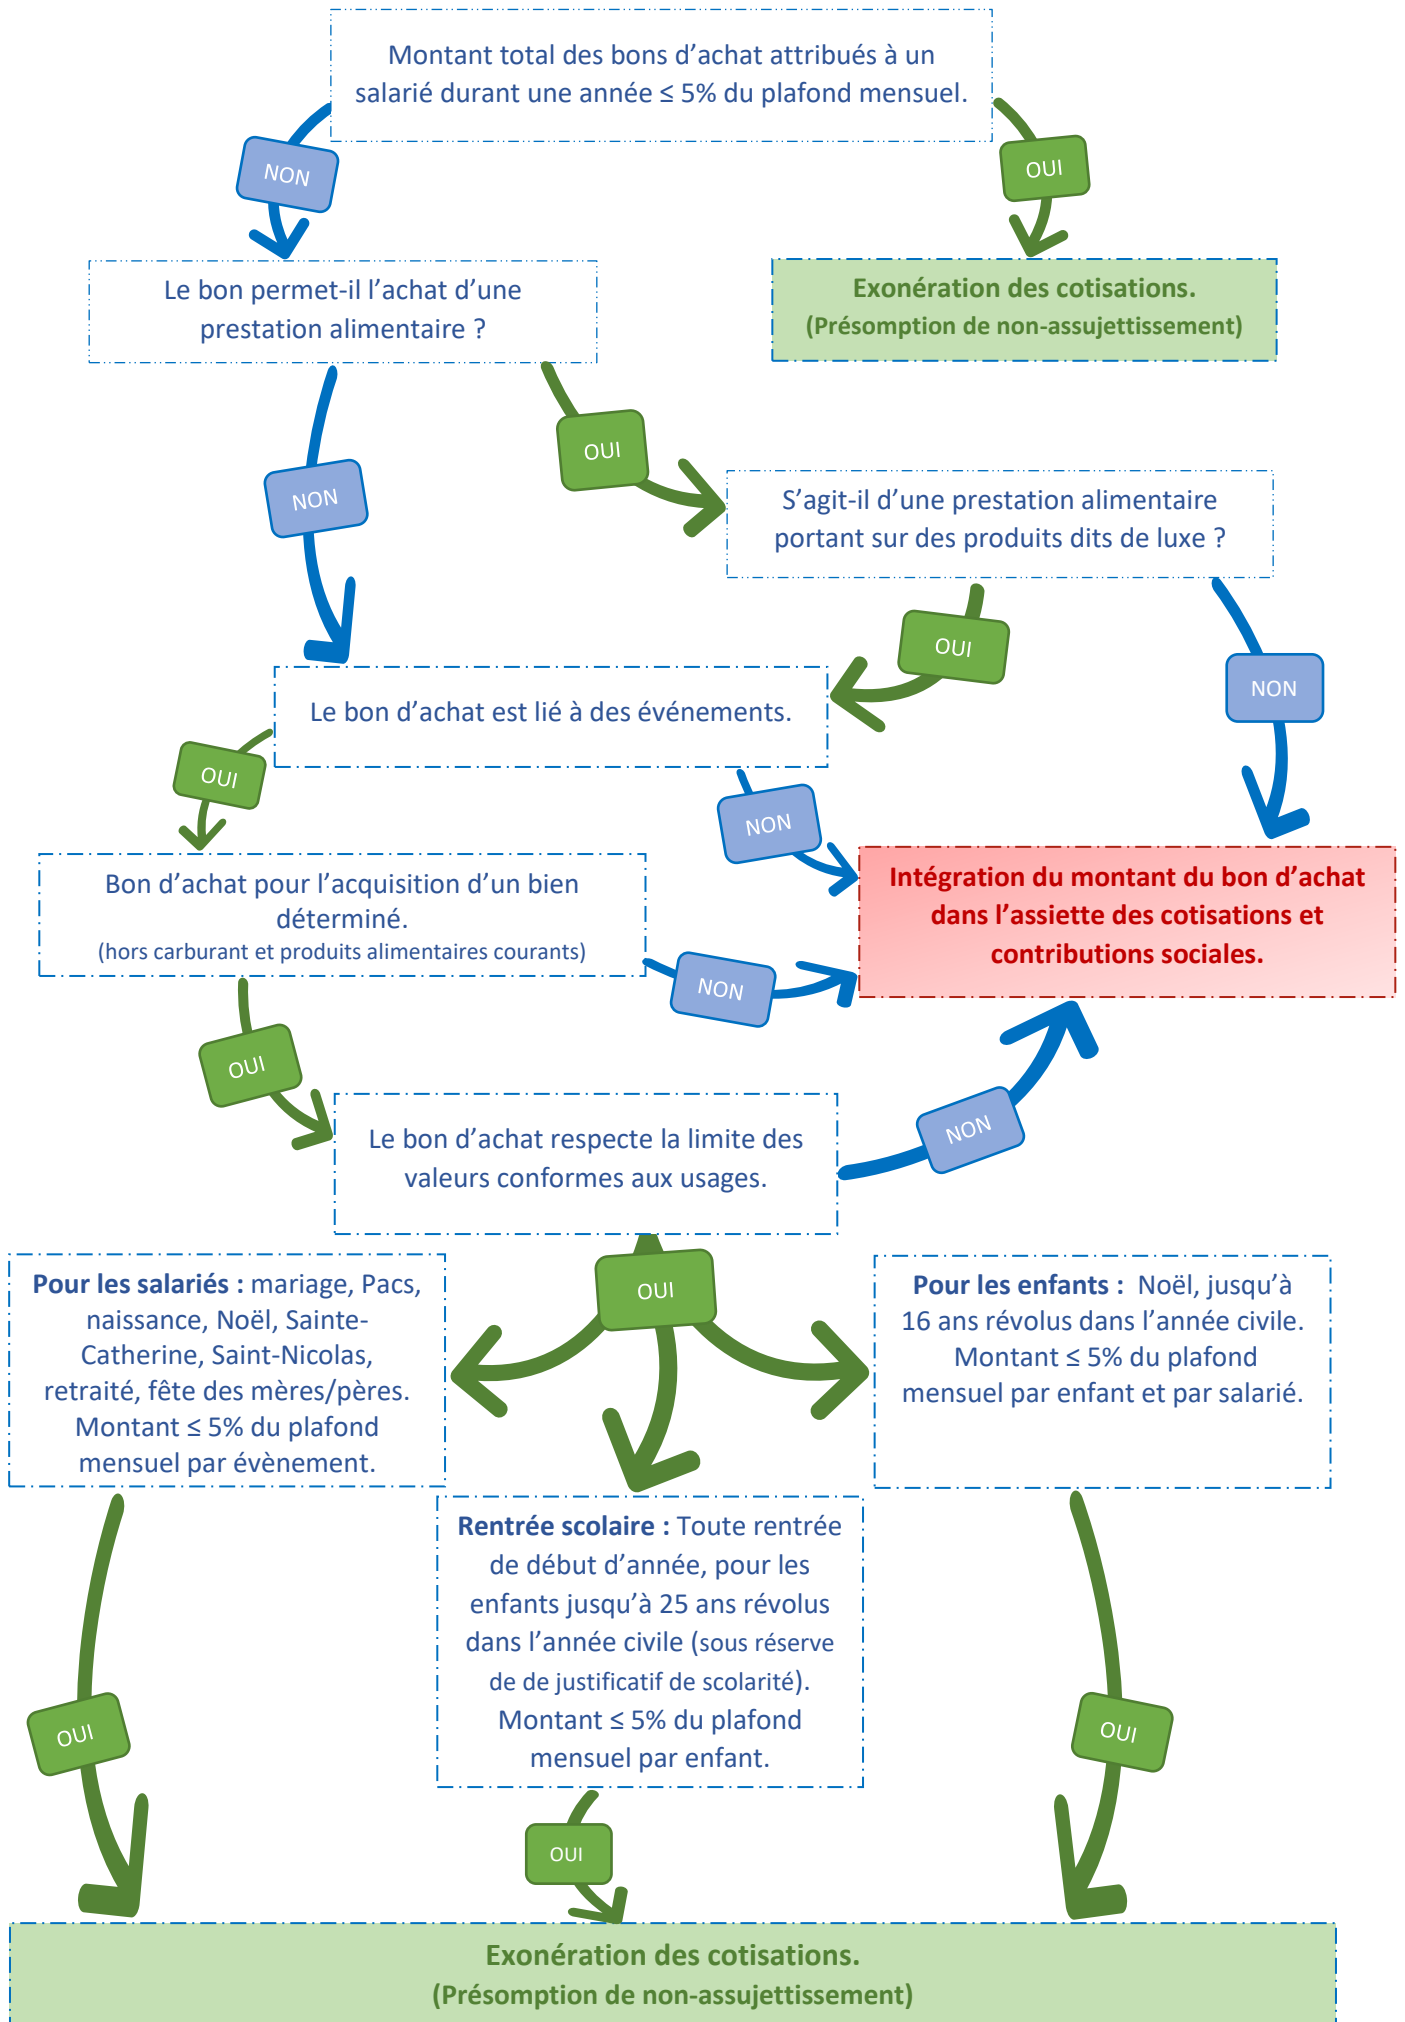 Montant total des bons d’achat attribués à un
salarié durant une année ≤ 5% du plafond mensuel.
NON
OUI
Le bon permet-il l’achat d’une
prestation alimentaire ?
Exonération des cotisations.
(Présomption de non-assujettissement)
NON
OUI
S’agit-il d’une prestation alimentaire
portant sur des produits dits de luxe ?
OUI
NON
Le bon d’achat est lié à des événements.
OUI
NON
Bon d’achat pour l’acquisition d’un bien
déterminé.
(hors carburant et produits alimentaires courants)
Intégration du montant du bon d’achat
dans l’assiette des cotisations et
contributions sociales.
NON
OUI
Le bon d’achat respecte la limite des
valeurs conformes aux usages.
NON
OUI
Pour les salariés : mariage, Pacs,
naissance, Noël, Sainte-
Catherine, Saint-Nicolas,
retraité, fête des mères/pères.
Montant ≤ 5% du plafond
mensuel par évènement.
Pour les enfants : Noël, jusqu’à
16 ans révolus dans l’année civile.
Montant ≤ 5% du plafond
mensuel par enfant et par salarié.
Rentrée scolaire : Toute rentrée
de début d’année, pour les
enfants jusqu’à 25 ans révolus
dans l’année civile (sous réserve
de de justificatif de scolarité).
Montant ≤ 5% du plafond
mensuel par enfant.
OUI
OUI
OUI
Exonération des cotisations.
(Présomption de non-assujettissement)